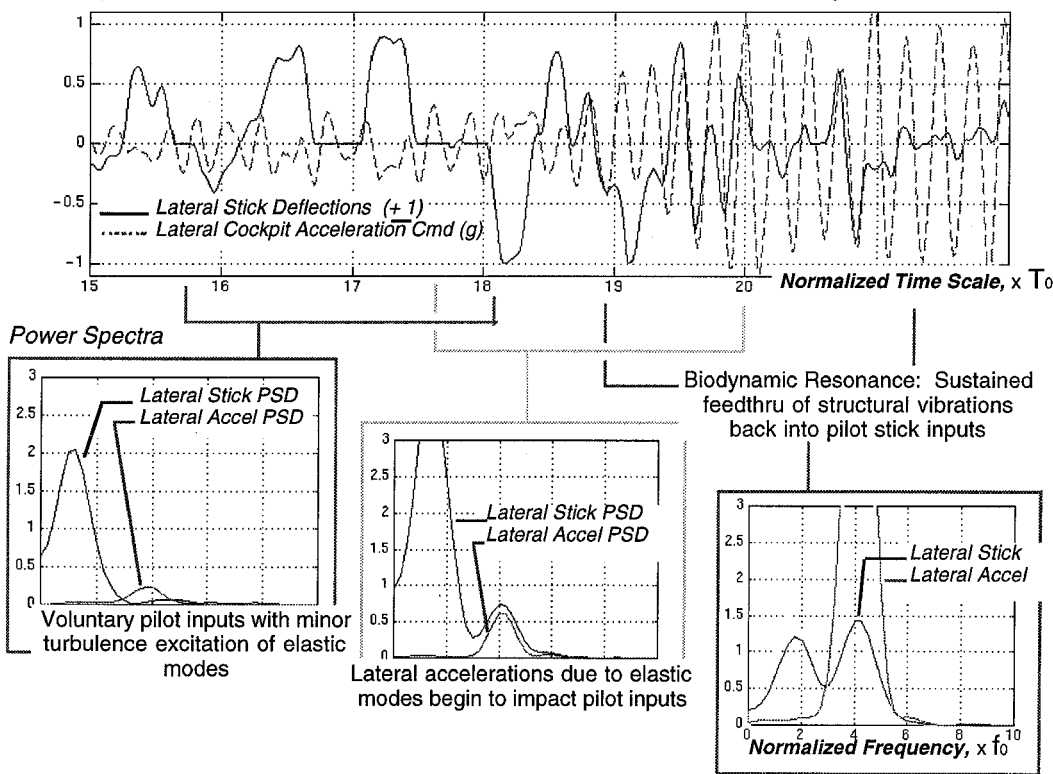 1
0.5
0
-0.5
-1
Lateral Stick Deflections (± 1)
Lateral Cockpit Acceleration Cmd (g)
15 16 17 18 19 20
Normalized Time Scale, x T0
Power Spectra
3
2.5
2
1.5
1
0.5
0
Lateral Stick PSD
Lateral Accel PSD
Voluntary pilot inputs with minor
turbulence excitation of elastic
modes
3
2.5
2
1.5
1
0.5
0
Lateral Stick PSD
Lateral Accel PSD
Lateral accelerations due to elastic
modes begin to impact pilot inputs
Biodynamic Resonance: Sustained
feedthru of structural vibrations
back into pilot stick inputs
3
2.5
2
1.5
1
0.5
0
Lateral Stick
Lateral Accel
0 2 4 6 8 10
Normalized Frequency, x f0